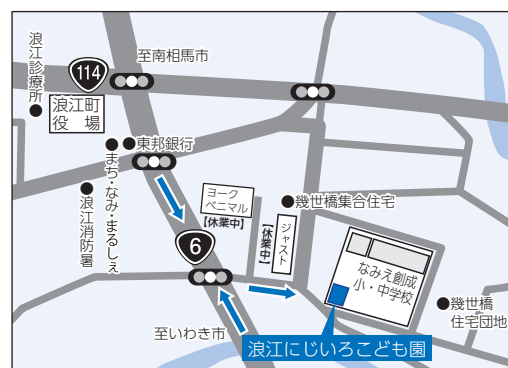 浪江診療所
114
至南相馬市
浪江町
役場
東邦銀行
まち・なみ・まるしぇ
浪江消防署
ヨーク
ベニマル
【休業中】
6
幾世橋集合住宅
ジャスト
【休業中】
なみえ創成
小・中学校
幾世橋
住宅団地
至いわき市
浪江にじいろこども園